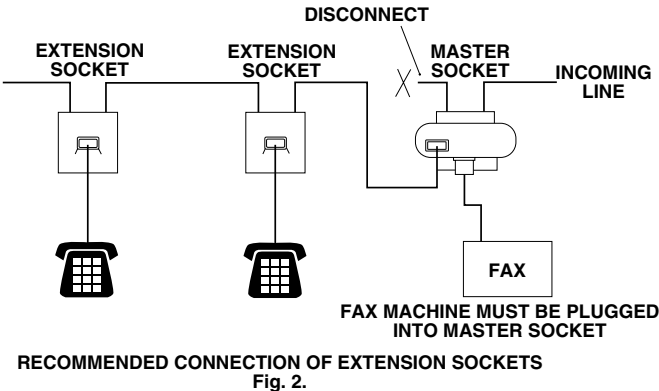 DISCONNECT
EXTENSION
SOCKET
EXTENSION
SOCKET
MASTER
SOCKET
INCOMING
LINE
FAX
FAX MACHINE MUST BE PLUGGED
INTO MASTER SOCKET
RECOMMENDED CONNECTION OF EXTENSION SOCKETS
Fig. 2.